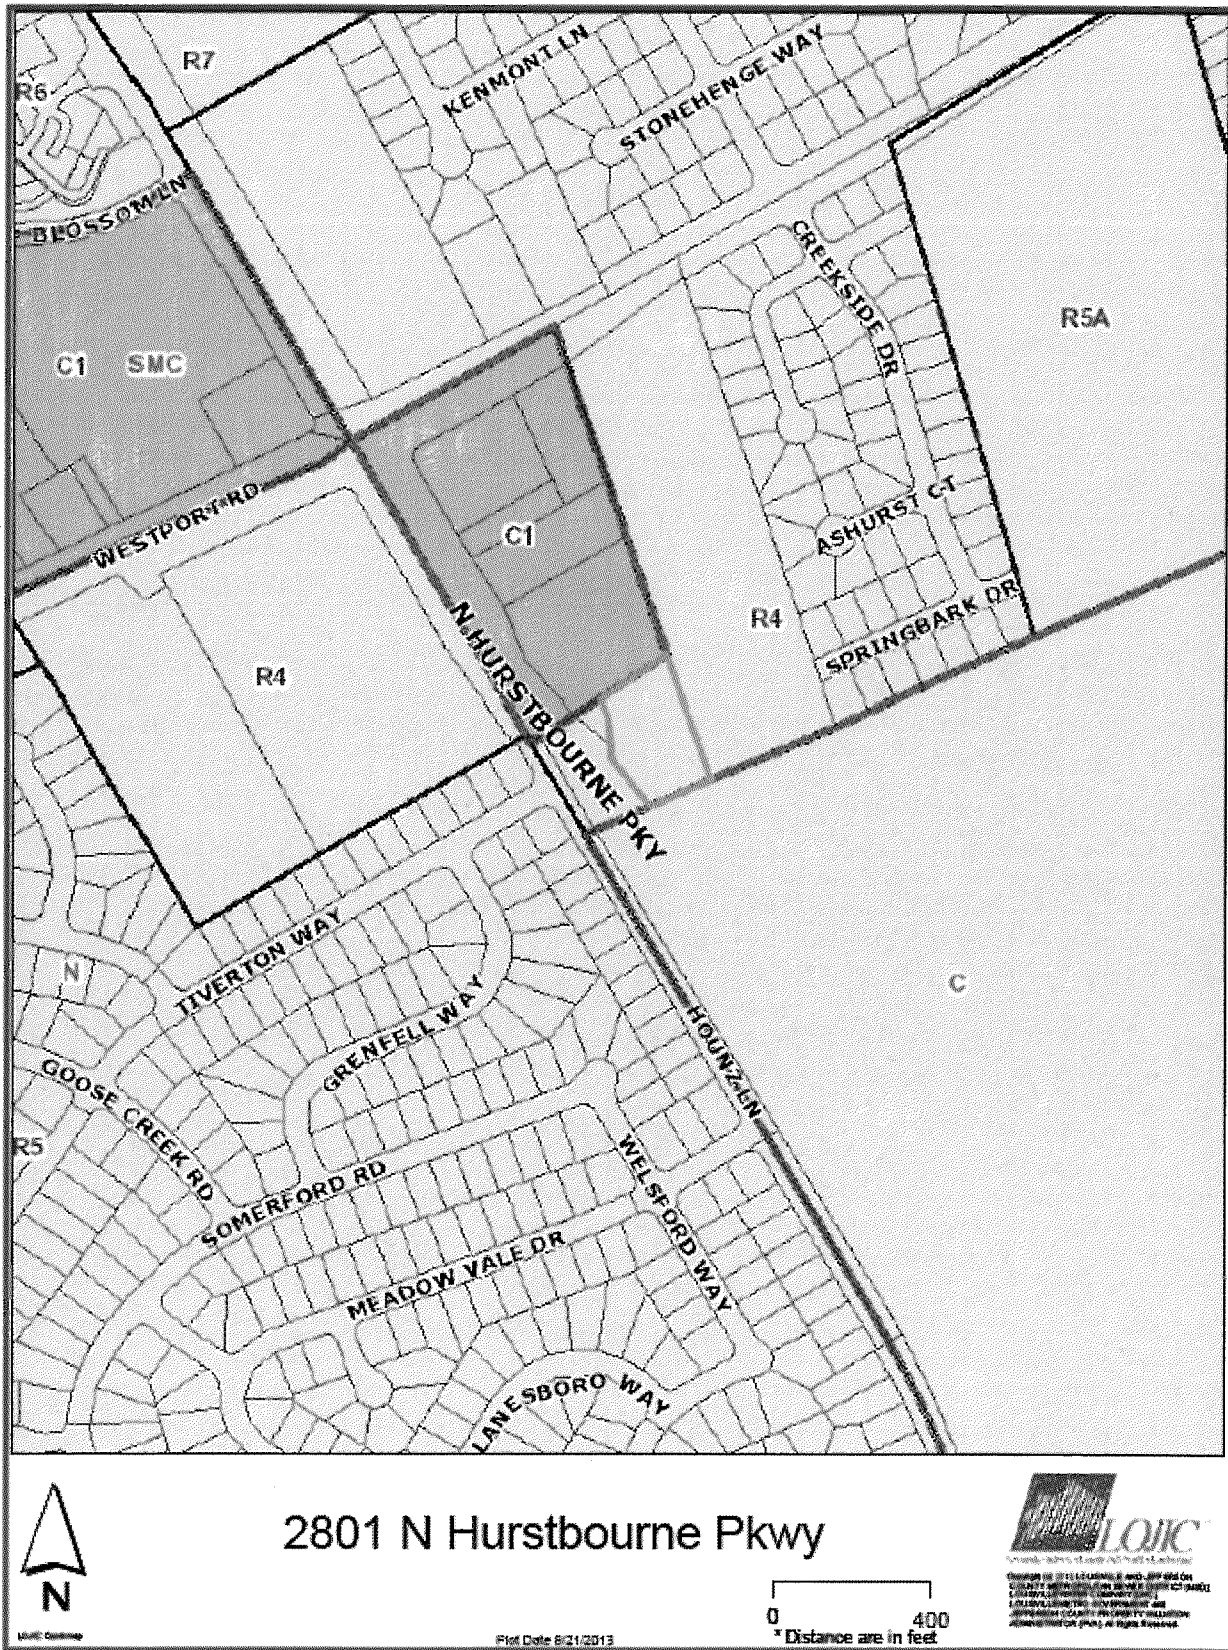 R7
R6
KENMONT LN
STONEHENGE WAY
BLOSSOM LN
CREEKSIDE DR
R5A
C1 SMC
WESTPORT RD
ASHURST CT
C1
N HURSTBOURNE PKY
R4
SPRINGBARK DR
R4
TIVERTON WAY
N
C
GRENFELL WAY
HOUNZ LN
GOOSE CREEK RD
R5
WELSFORD WAY
SOMERFORD RD
MEADOW VALE DR
LANESBORO WAY
N
2801 N Hurstbourne Pkwy
LOJIC
0 400
* Distance are in feet
Plot Date 8/21/2013